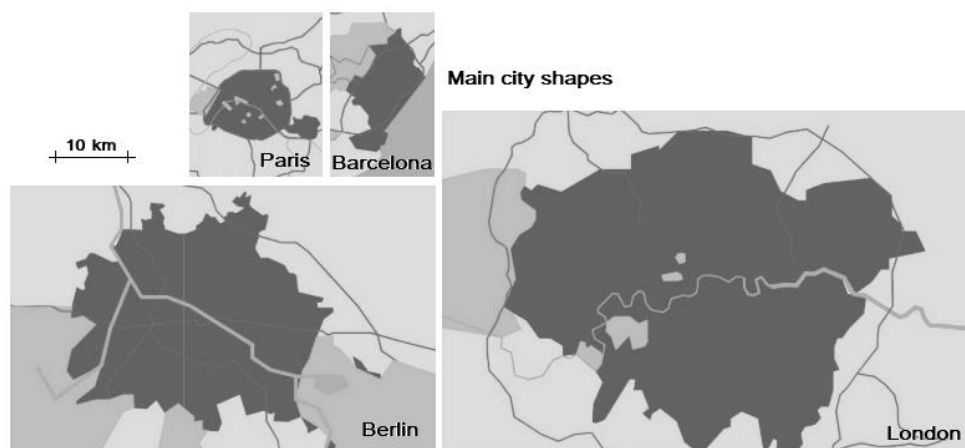 Main city shapes
10 km
Paris
Barcelona
Berlin
London